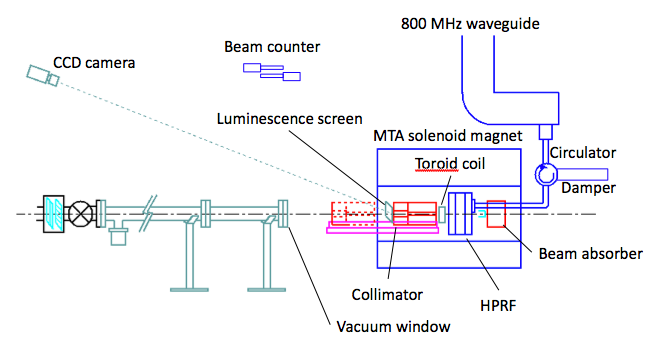 800 MHz waveguide
Beam counter
CCD camera
Luminescence screen
MTA solenoid magnet
Circulator
Toroid coil
Damper
Beam absorber
Collimator
HPRF
Vacuum window